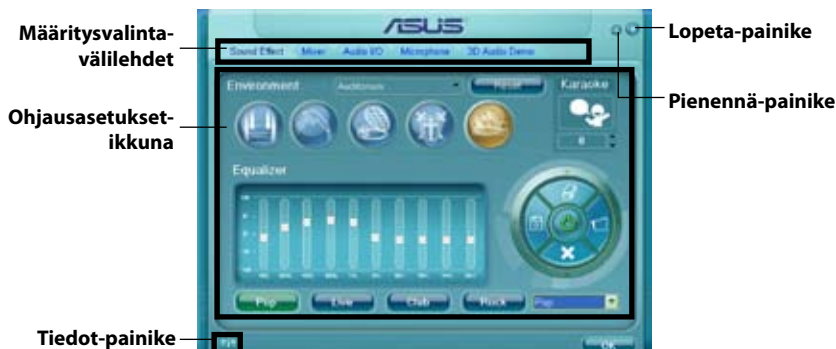 Määritysvalinta-
välilehdet
Ohjausasetukset-
ikkuna
Tiedot-painike
Lopeta-painike
Pienennä-painike
ASUS
Sound Effect Mixer Audio I/O Microphone 3D Audio Demo
Environment Auditorium Reset Karaoke
0
Equalizer
Pop Live Club Rock Pop
OK